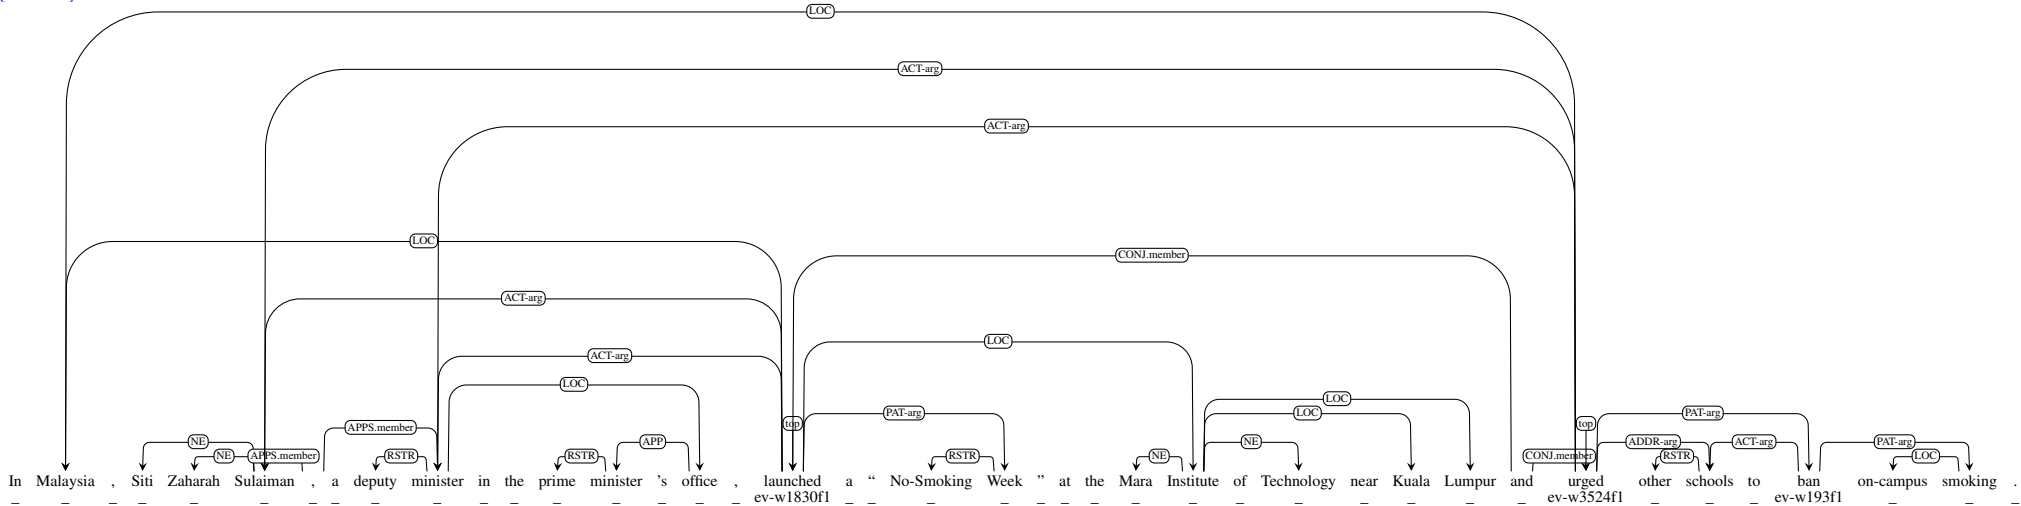 LOC
ACT-arg
ACT-arg
LOC
CONJ.member
ACT-arg
LOC
ACT-arg
LOC
LOC
LOC
PAT-arg
PAT-arg
top
top
APPS.member
NE
APP
NE
ADDR-arg
ACT-arg
PAT-arg
NE
APPS.member
RSTR
RSTR
RSTR
NE
CONJ.member
RSTR
LOC
In Malaysia , Siti Zaharah Sulaiman , a deputy minister in the prime minister ’s office , launched a “ No-Smoking Week ” at the Mara Institute of Technology near Kuala Lumpur and urged other schools to ban on-campus smoking .
_ _ _ _ _ _ _ _ _ _ _ _ _ _ _ _ _ ev-w1830f1 _ _ _ _ _ _ _ _ _ _ _ _ _ _ _ ev-w3524f1 _ _ _ ev-w193f1 _ _ _